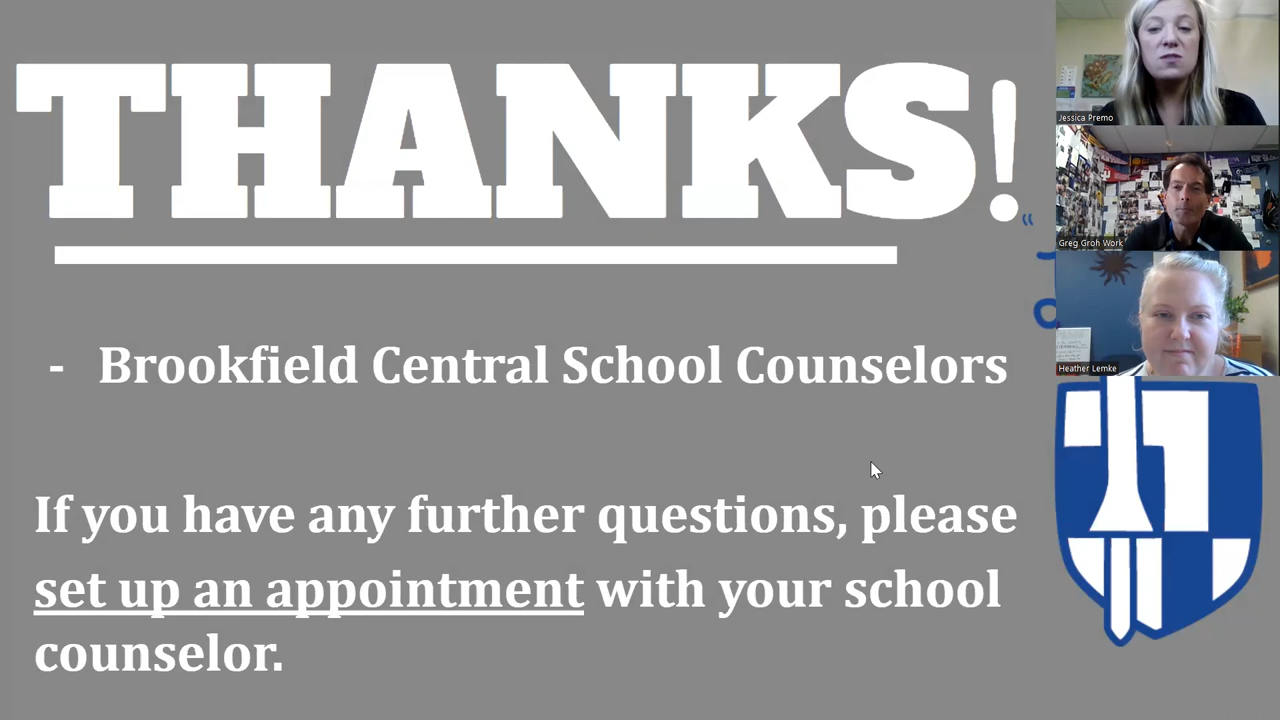 THANKS!
- Brookfield Central School Counselors
If you have any further questions, please
set up an appointment with your school
counselor.
Jessica Premo
Greg Groh Work
Heather Lemke